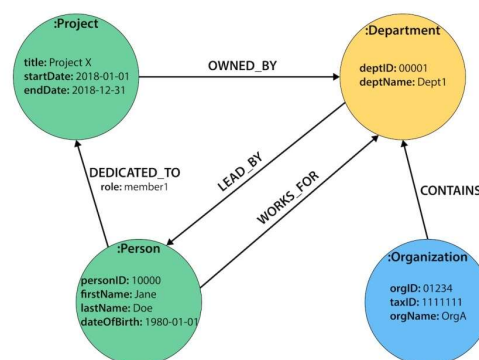 :Project
title: Project X
startDate: 2018-01-01
endDate: 2018-12-31
OWNED_BY
:Department
deptID: 00001
deptName: Dept1
DEDICATED_TO
role: member1
LEAD_BY
WORKS_FOR
CONTAINS
:Person
personID: 10000
firstName: Jane
lastName: Doe
dateOfBirth: 1980-01-01
:Organization
orgID: 01234
taxID: 1111111
orgName: OrgA